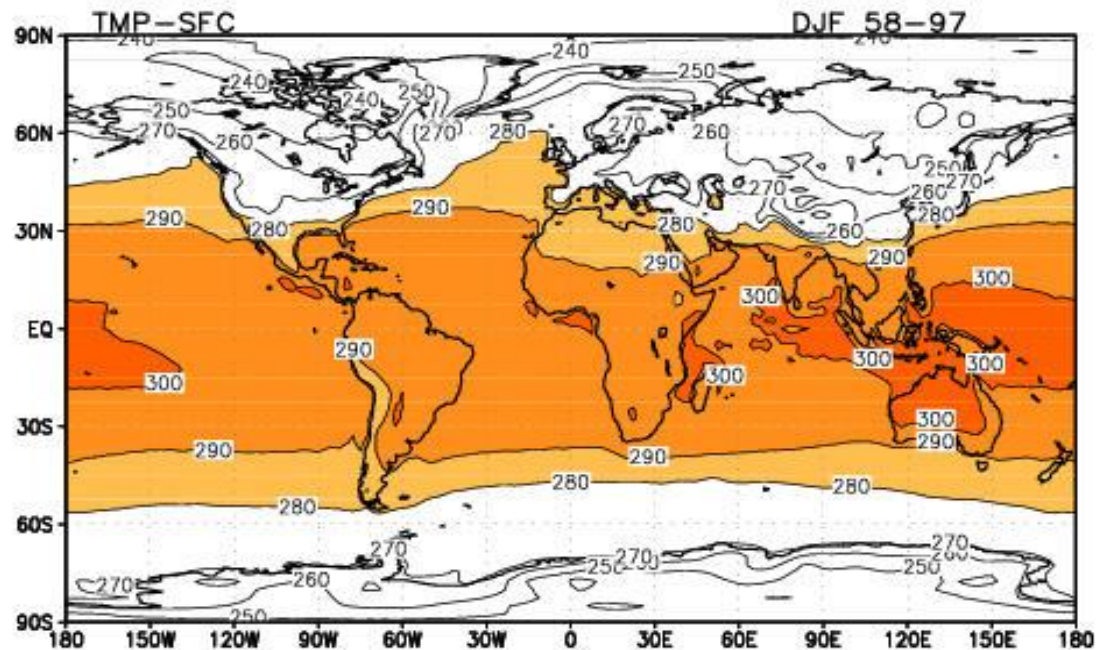 TMP-SFC DJF 58-97
90N 240 240
240 250 250
250 240
60N 270 260 270 280 270 260
250
270 260 270
280
30N 290 280 290 280 260 290
290
300 300
EQ
290 300 300
300 300
30S 300
290 290 290
280 280 280
60S
270 270 270
270 260 250 250
250
90S
180 150W 120W 90W 60W 30W 0 30E 60E 90E 120E 150E 180